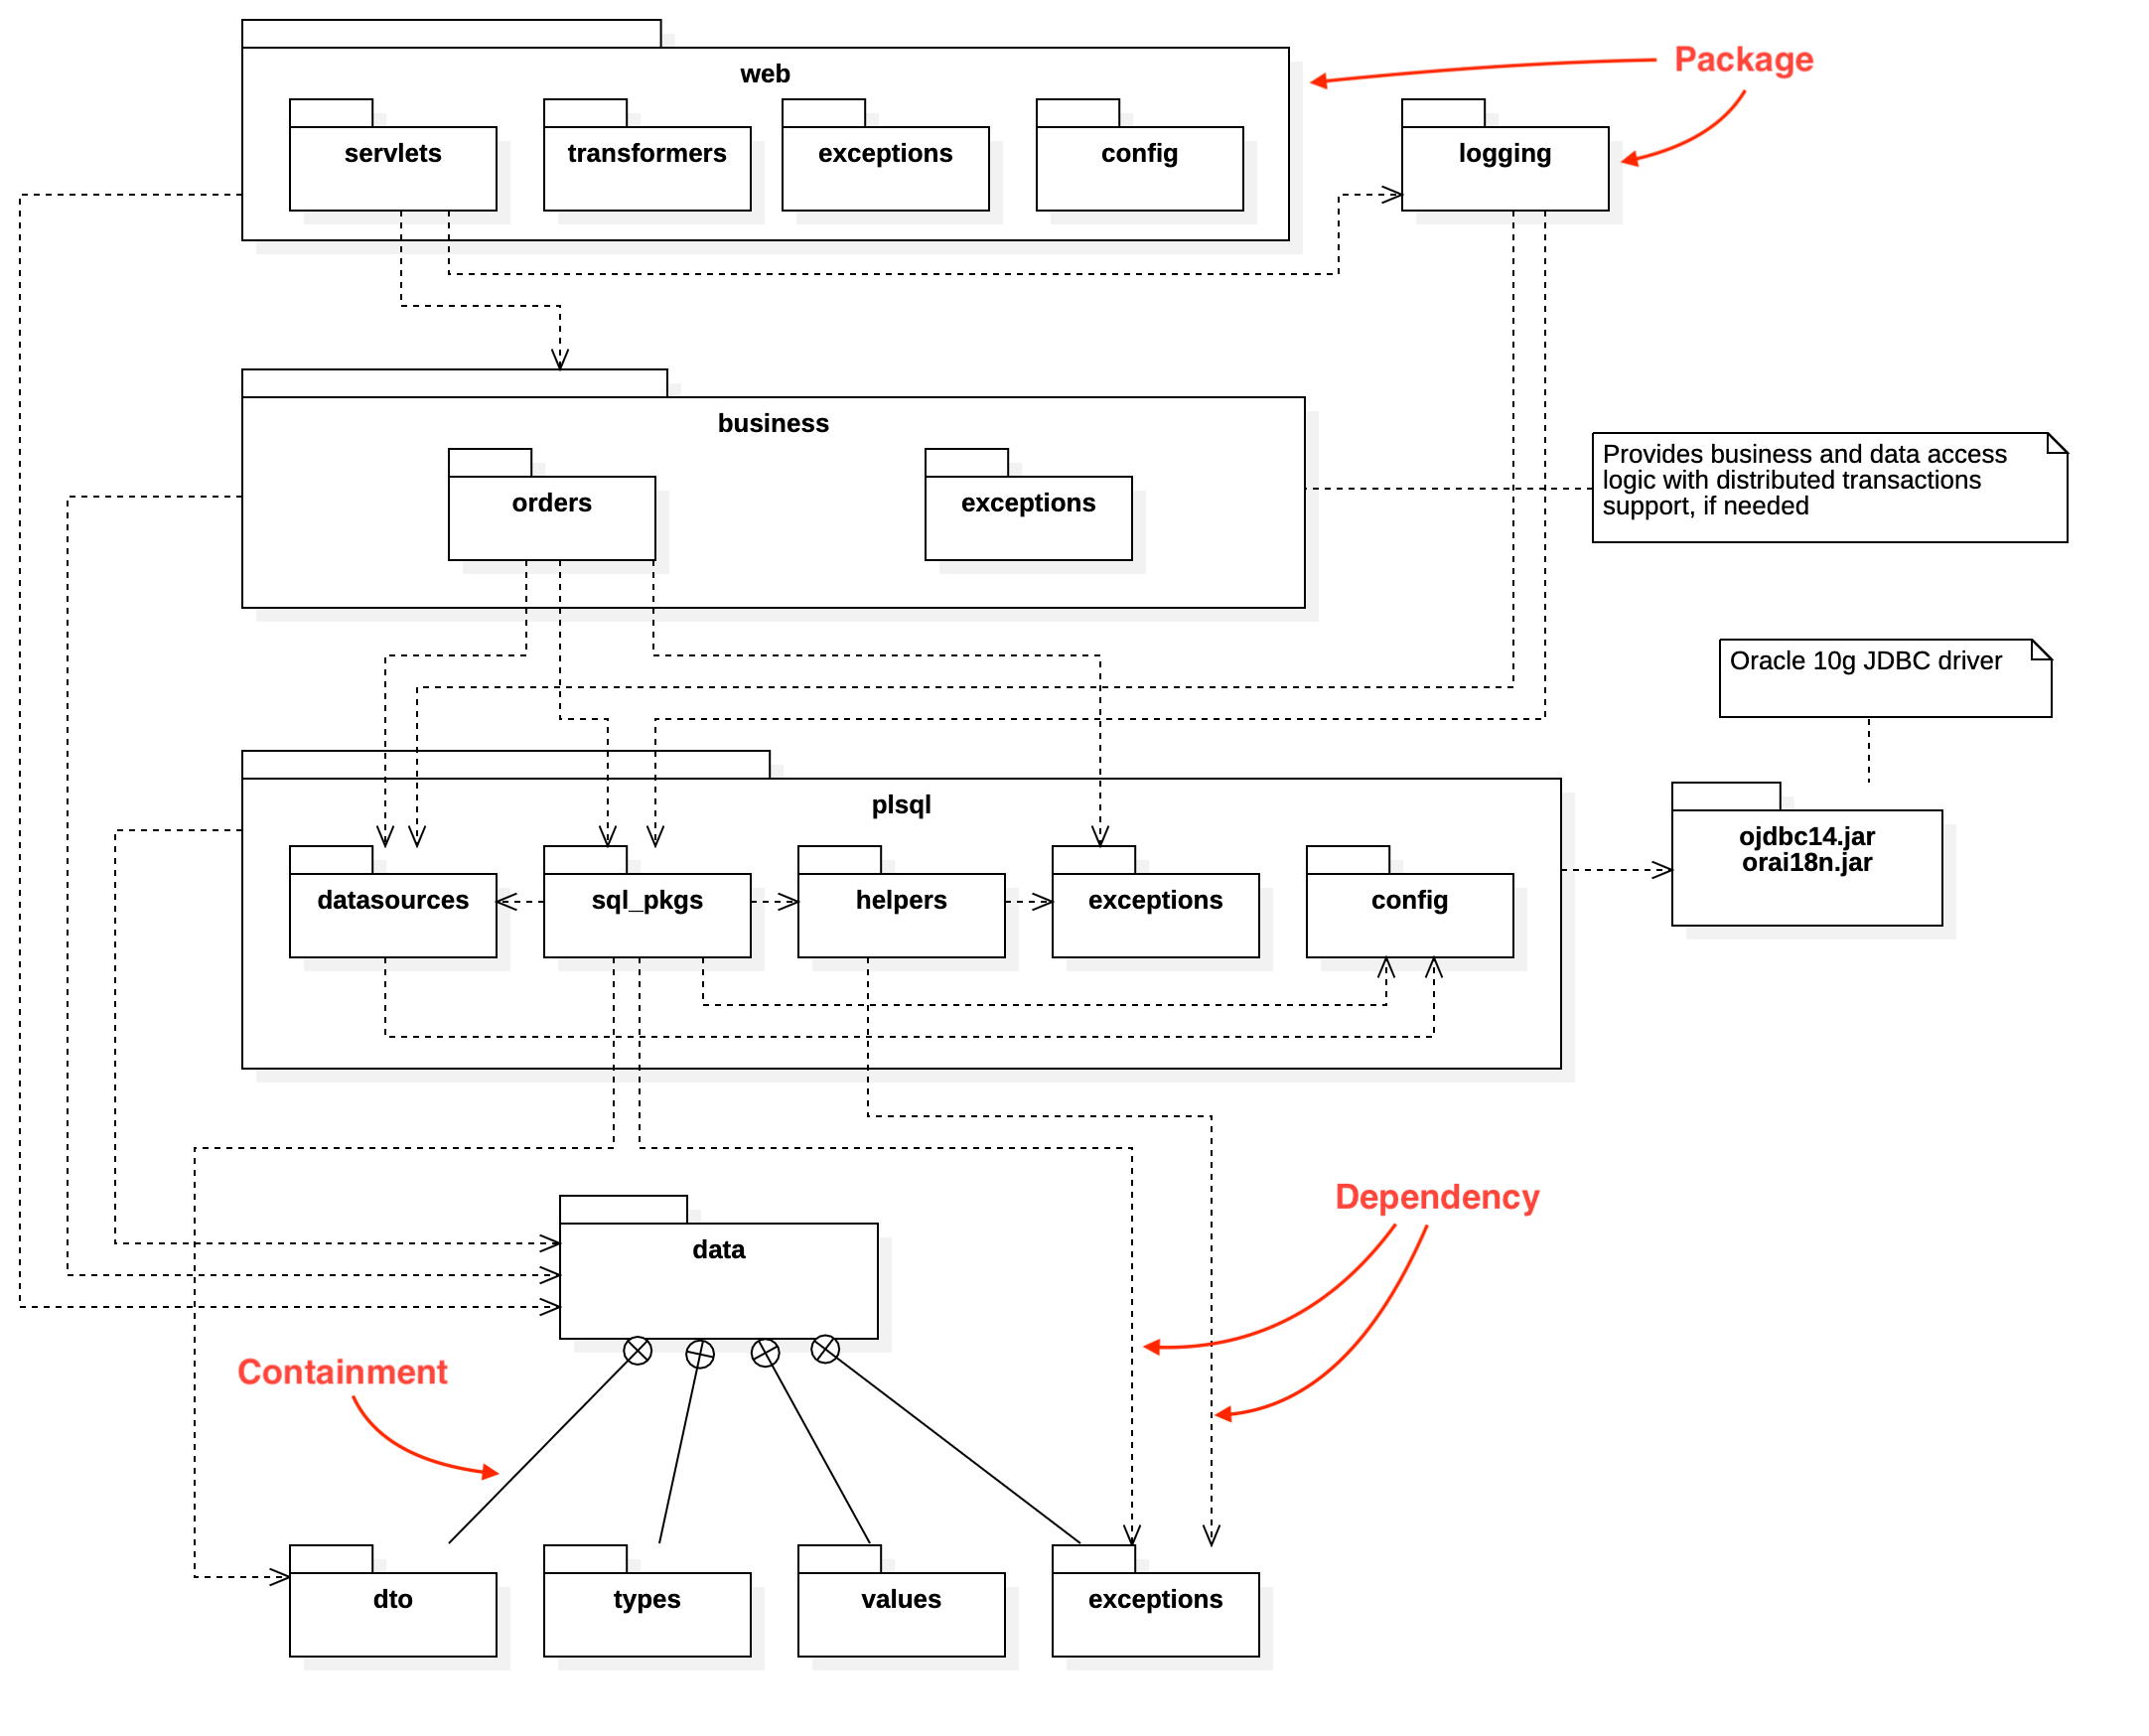 web
Package
servlets
transformers
exceptions
config
logging
business
orders
exceptions
Provides business and data access
logic with distributed transactions
support, if needed
Oracle 10g JDBC driver
plsql
ojdbc14.jar
orai18n.jar
datasources
sql_pkgs
helpers
exceptions
config
Dependency
data
Containment
dto
types
values
exceptions